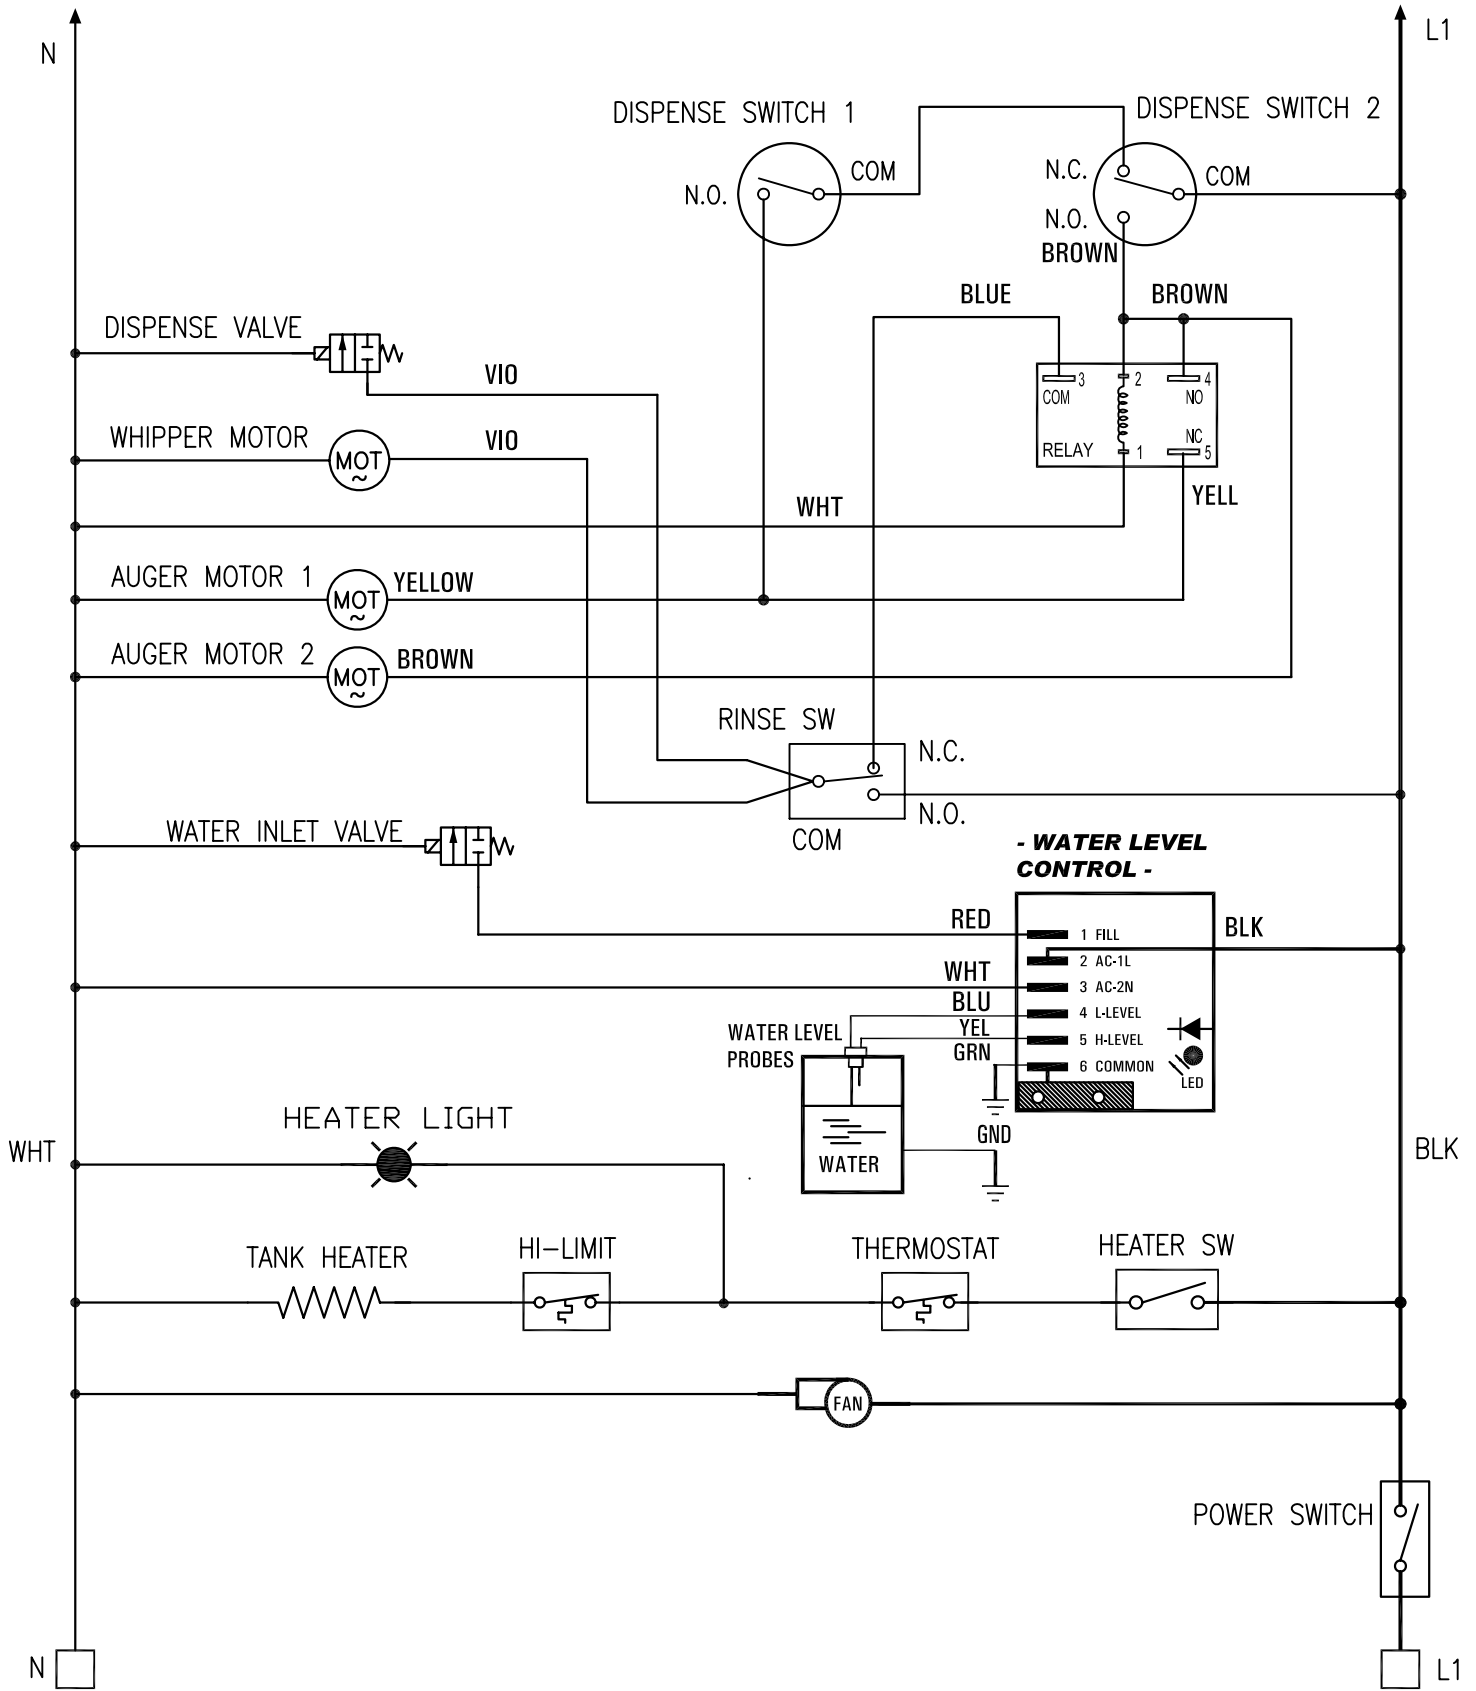 N
L1
DISPENSE SWITCH 1
DISPENSE SWITCH 2
COM
N.O.
N.C.
COM
N.O.
BROWN
BLUE
BROWN
DISPENSE VALVE
VIO
3
COM
2
4
NO
WHIPPER MOTOR
MOT
~
VIO
RELAY
1
NC
5
WHT
YELL
AUGER MOTOR 1
MOT
~
YELLOW
AUGER MOTOR 2
MOT
~
BROWN
RINSE SW
N.C.
N.O.
COM
WATER INLET VALVE
- WATER LEVEL
CONTROL -
RED
1 FILL
BLK
2 AC-1L
WHT
3 AC-2N
BLU
4 L-LEVEL
YEL
5 H-LEVEL
GRN
6 COMMON
LED
WATER LEVEL
PROBES
GND
WATER
HEATER LIGHT
WHT
BLK
TANK HEATER
HI-LIMIT
THERMOSTAT
HEATER SW
FAN
POWER SWITCH
N
L1